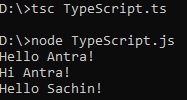 D:\>tsc TypeScript.ts
D:\>node TypeScript.js
Hello Antra!
Hi Antra!
Hello Sachin!